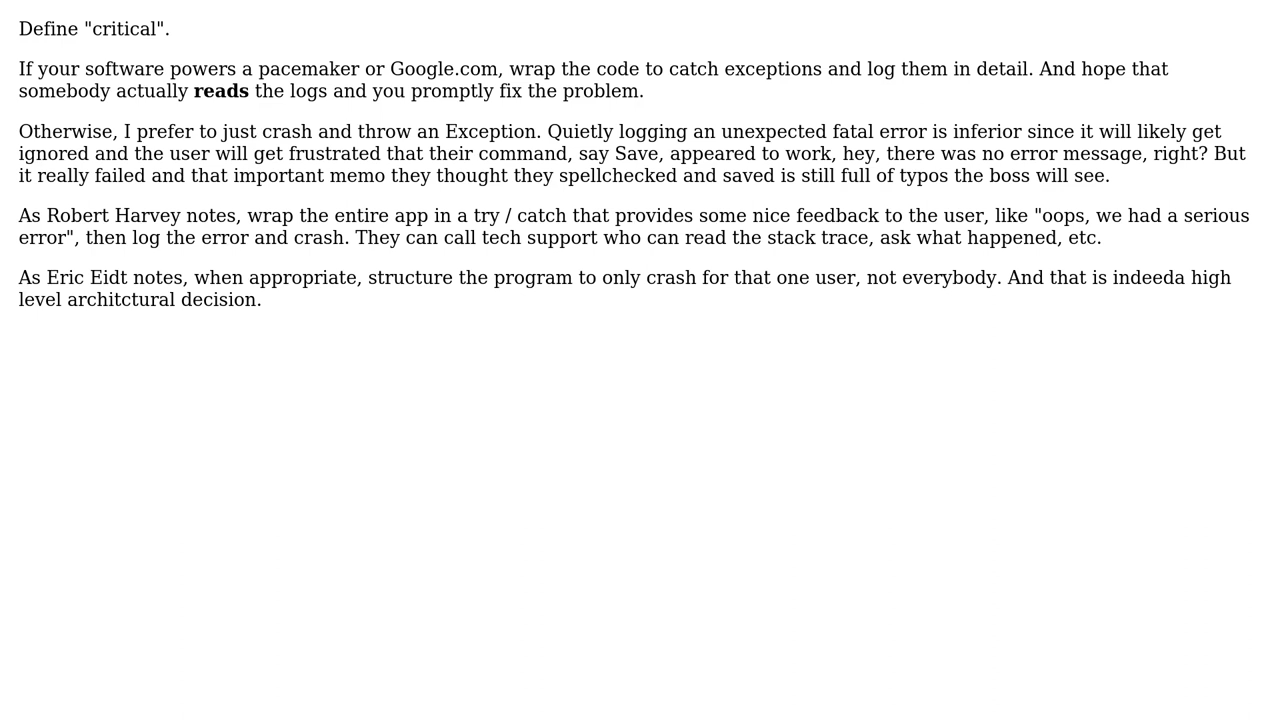 Define "critical".
If your software powers a pacemaker or Google.com, wrap the code to catch exceptions and log them in detail. And hope that
somebody actually reads the logs and you promptly fix the problem.
Otherwise, I prefer to just crash and throw an Exception. Quietly logging an unexpected fatal error is inferior since it will likely get
ignored and the user will get frustrated that their command, say Save, appeared to work, hey, there was no error message, right? But
it really failed and that important memo they thought they spellchecked and saved is still full of typos the boss will see.
As Robert Harvey notes, wrap the entire app in a try / catch that provides some nice feedback to the user, like "oops, we had a serious
error", then log the error and crash. They can call tech support who can read the stack trace, ask what happened, etc.
As Eric Eidt notes, when appropriate, structure the program to only crash for that one user, not everybody. And that is indeeda high
level architctural decision.